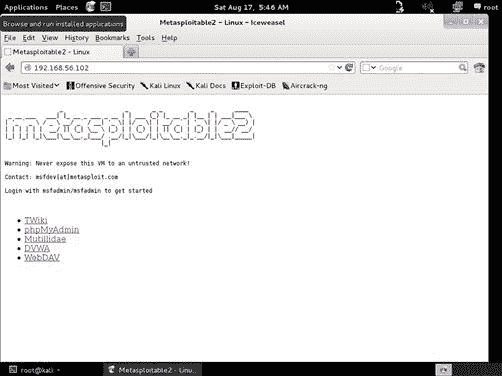 Applications Places Sat Aug 17, 5:46 AM root
Browse and run installed applications
Metasploitable2 - Linux - Iceweasel
File Edit View History Bookmarks Tools Help
Metasploitable2 - Linux
192.168.56.102 Google
Most Visited Offensive Security Kali Linux Kali Docs Exploit-DB Aircrack-ng
metasploitable2
Warning: Never expose this VM to an untrusted network!
Contact: msfdev[at]metasploit.com
Login with msfadmin/msfadmin to get started
TWiki
phpMyAdmin
Mutillidae
DVWA
WebDAV
root@kali: Metasploitable2 - Linu...